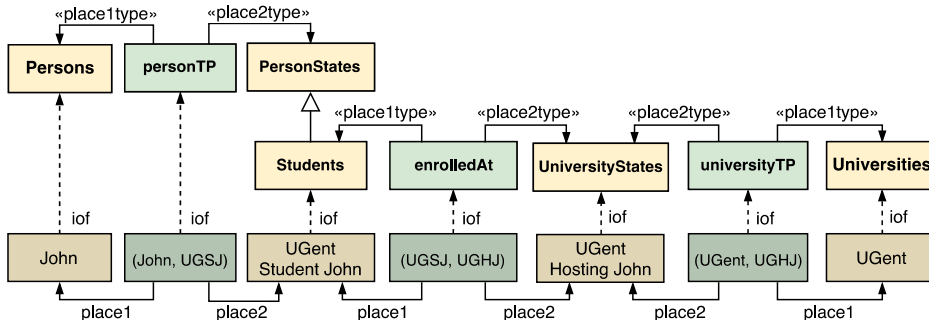 «place1type»
«place2type»
Persons
personTP
PersonStates
«place1type»
«place2type»
«place2type»
«place1type»
Students
enrolledAt
UniversityStates
universityTP
Universities
iof
iof
iof
iof
iof
iof
iof
John
(John, UGSJ)
UGent
Student John
(UGSJ, UGHJ)
UGent
Hosting John
(UGent, UGHJ)
UGent
place1
place2
place1
place2
place2
place1